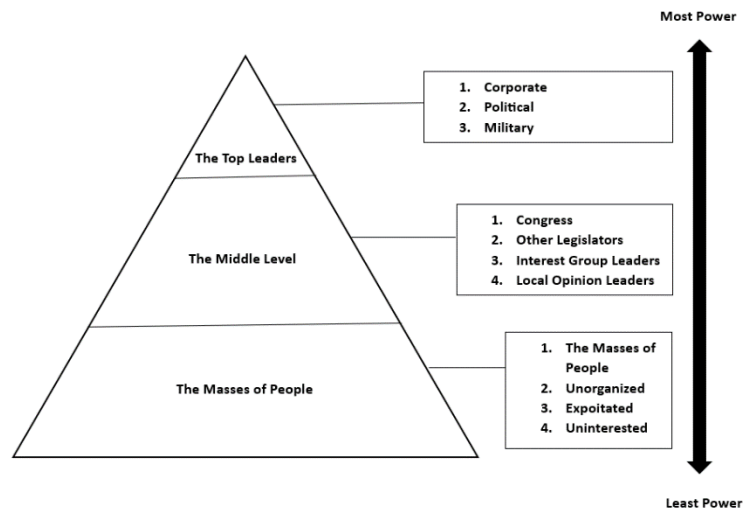 Most Power
1. Corporate
2. Political
3. Military
The Top Leaders
1. Congress
2. Other Legislators
3. Interest Group Leaders
4. Local Opinion Leaders
The Middle Level
1. The Masses of
People
2. Unorganized
3. Expoitated
4. Uninterested
The Masses of People
Least Power